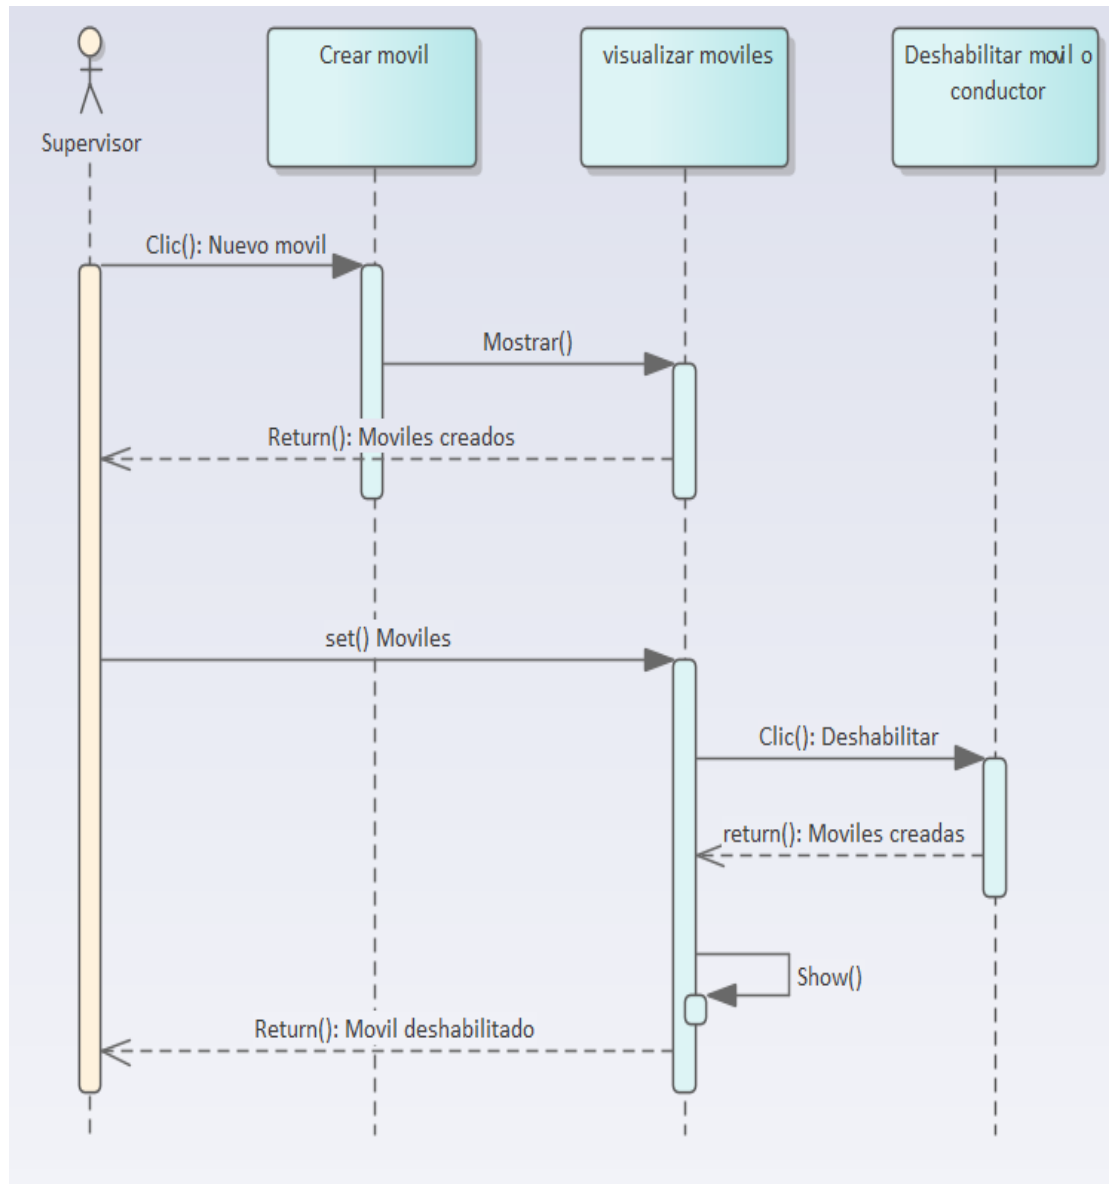 Supervisor
Crear movil
visualizar moviles
Deshabilitar movil o
conductor
Clic(): Nuevo movil
Mostrar()
Return(): Moviles creados
set() Moviles
Clic(): Deshabilitar
return(): Moviles creadas
Show()
Return(): Movil deshabilitado